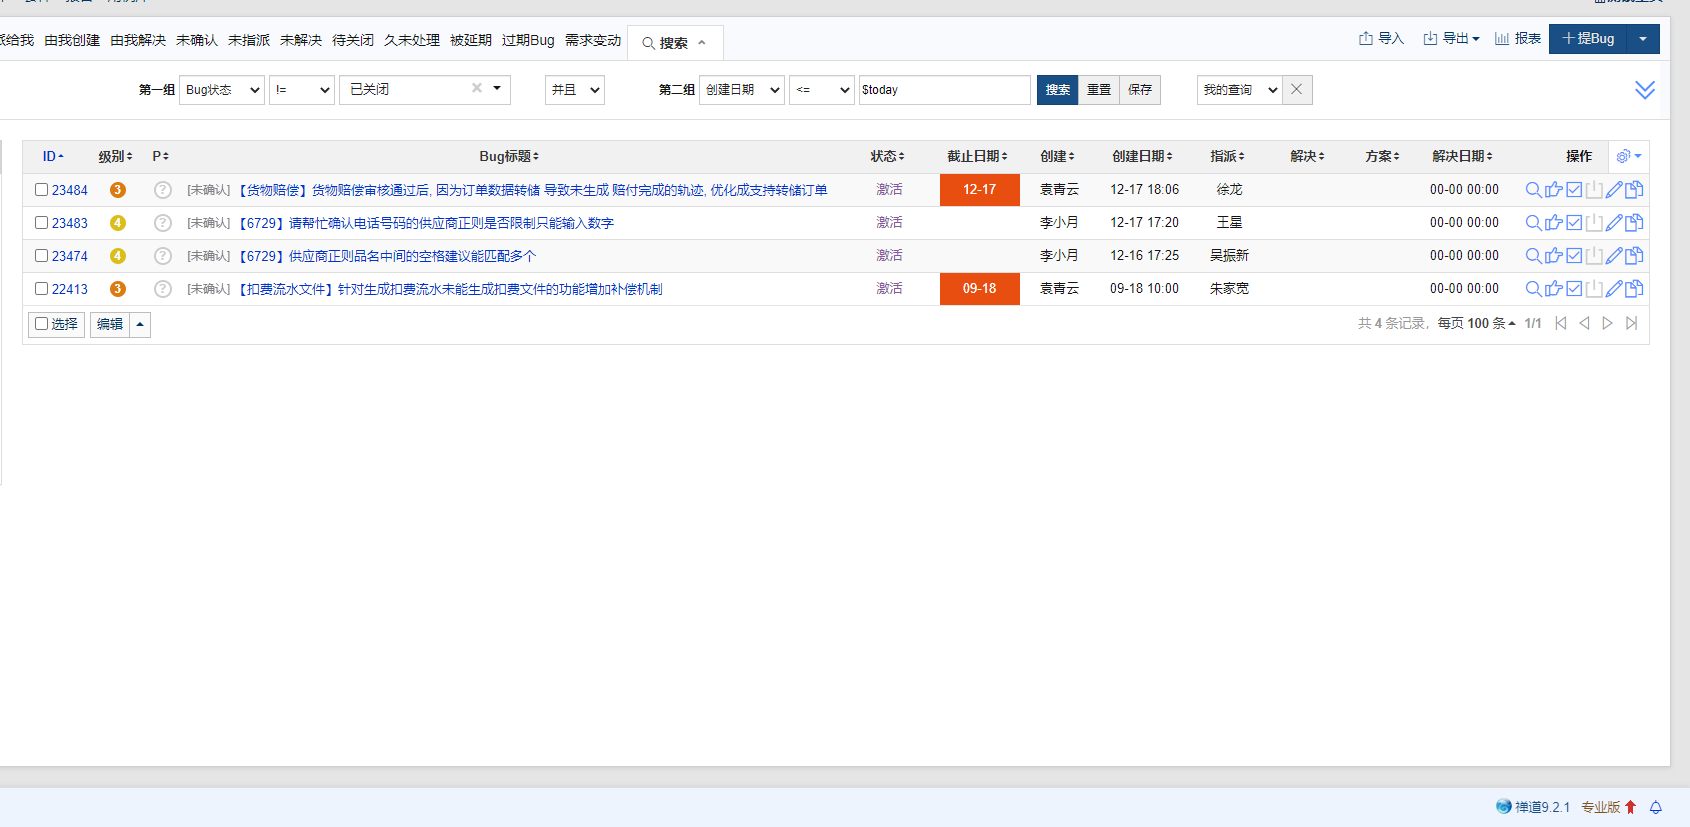 派给我 由我创建 由我解决 未确认 未指派 未解决 待关闭 久未处理 被延期 过期Bug 需求变动 搜索 导入 导出 报表 提Bug
第一组 Bug状态 != 已关闭 并且 第二组 创建日期 <= $today 搜索 重置 保存 我的查询
ID 级别 P Bug标题 状态 截止日期 创建 创建日期 指派 解决 方案 解决日期 操作
23484 3 ? [未确认] 【货物赔偿】货物赔偿审核通过后, 因为订单数据转储 导致未生成 赔付完成的轨迹, 优化成支持转储订单 激活 12-17 袁青云 12-17 18:06 徐龙 00-00 00:00
23483 4 ? [未确认] 【6729】请帮忙确认电话号码的供应商正则是否限制只能输入数字 激活 李小月 12-17 17:20 王星 00-00 00:00
23474 4 ? [未确认] 【6729】供应商正则品名中间的空格建议能匹配多个 激活 李小月 12-16 17:25 吴振新 00-00 00:00
22413 3 ? [未确认] 【扣费流水文件】针对生成扣费流水未能生成扣费文件的功能增加补偿机制 激活 09-18 袁青云 09-18 10:00 朱家宽 00-00 00:00
选择 编辑 共 4 条记录, 每页 100 条 1/1
禅道9.2.1 专业版